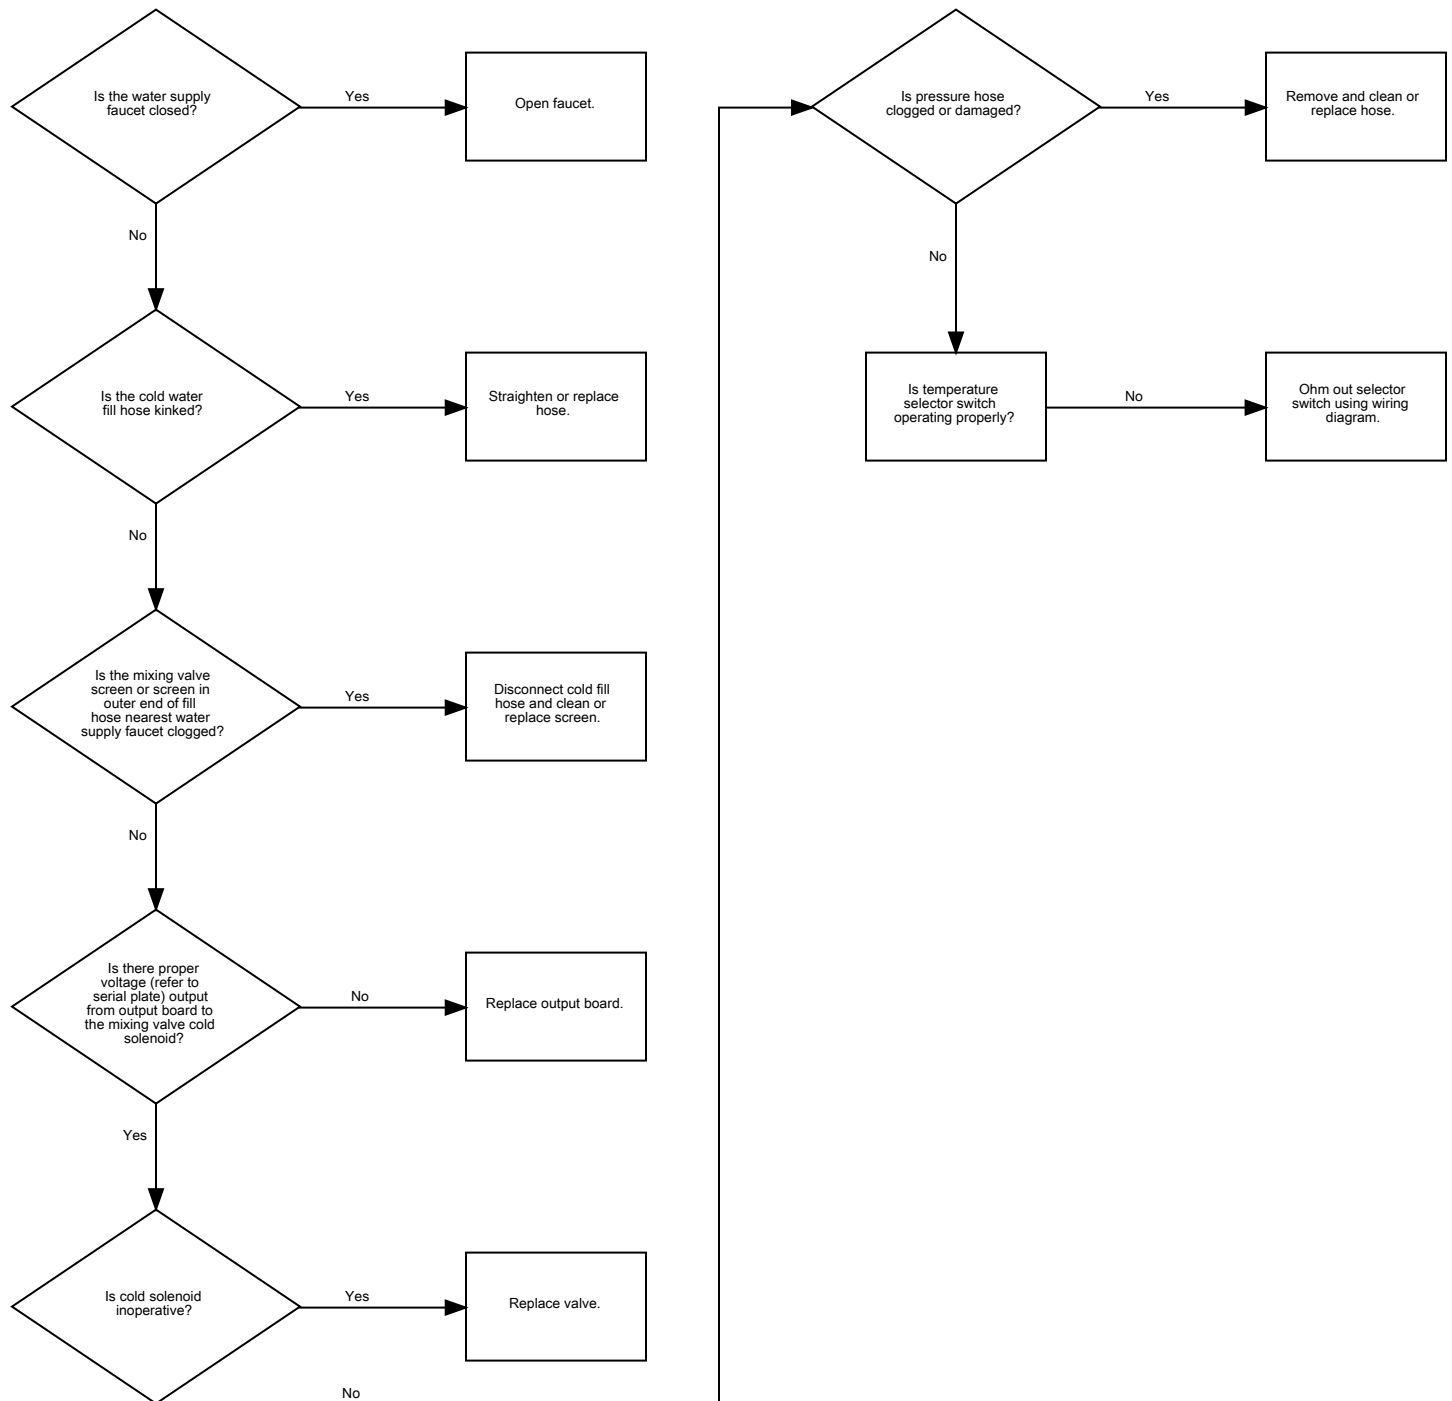 Is the water supply
faucet closed?
Yes
Open faucet.
No
Is the cold water
fill hose kinked?
Yes
Straighten or replace
hose.
No
Is the mixing valve
screen or screen in
outer end of fill
hose nearest water
supply faucet clogged?
Yes
Disconnect cold fill
hose and clean or
replace screen.
No
Is there proper
voltage (refer to
serial plate) output
from output board to
the mixing valve cold
solenoid?
No
Replace output board.
Yes
Is cold solenoid
inoperative?
Yes
Replace valve.
No
Is pressure hose
clogged or damaged?
Yes
Remove and clean or
replace hose.
No
Is temperature
selector switch
operating properly?
No
Ohm out selector
switch using wiring
diagram.